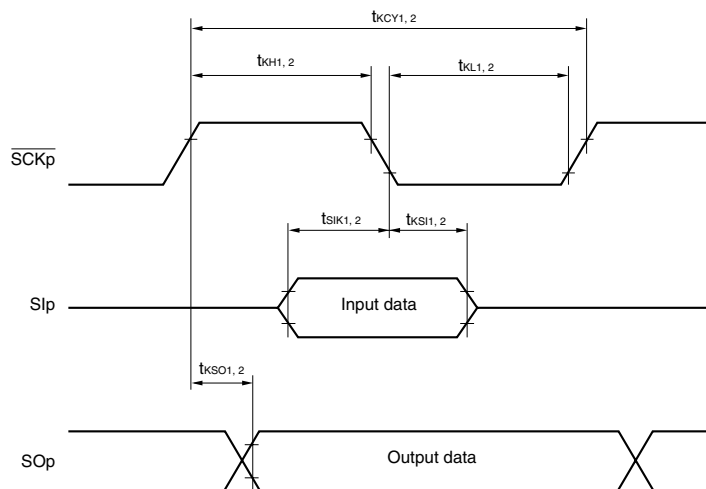 tKCY1, 2
tKH1, 2
tKL1, 2
SCKp
tSIK1, 2
tKSI1, 2
SIp
Input data
tKSO1, 2
SOp
Output data